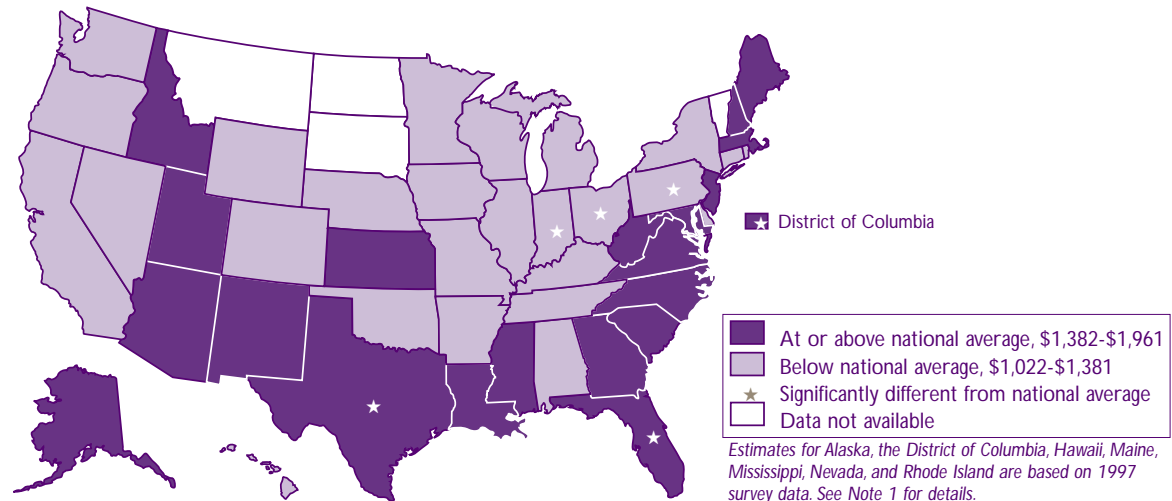 District of Columbia
At or above national average, $1,382-$1,961
Below national average, $1,022-$1,381
Significantly different from national average
Data not available
Estimates for Alaska, the District of Columbia, Hawaii, Maine,
Mississippi, Nevada, and Rhode Island are based on 1997
survey data. See Note 1 for details.